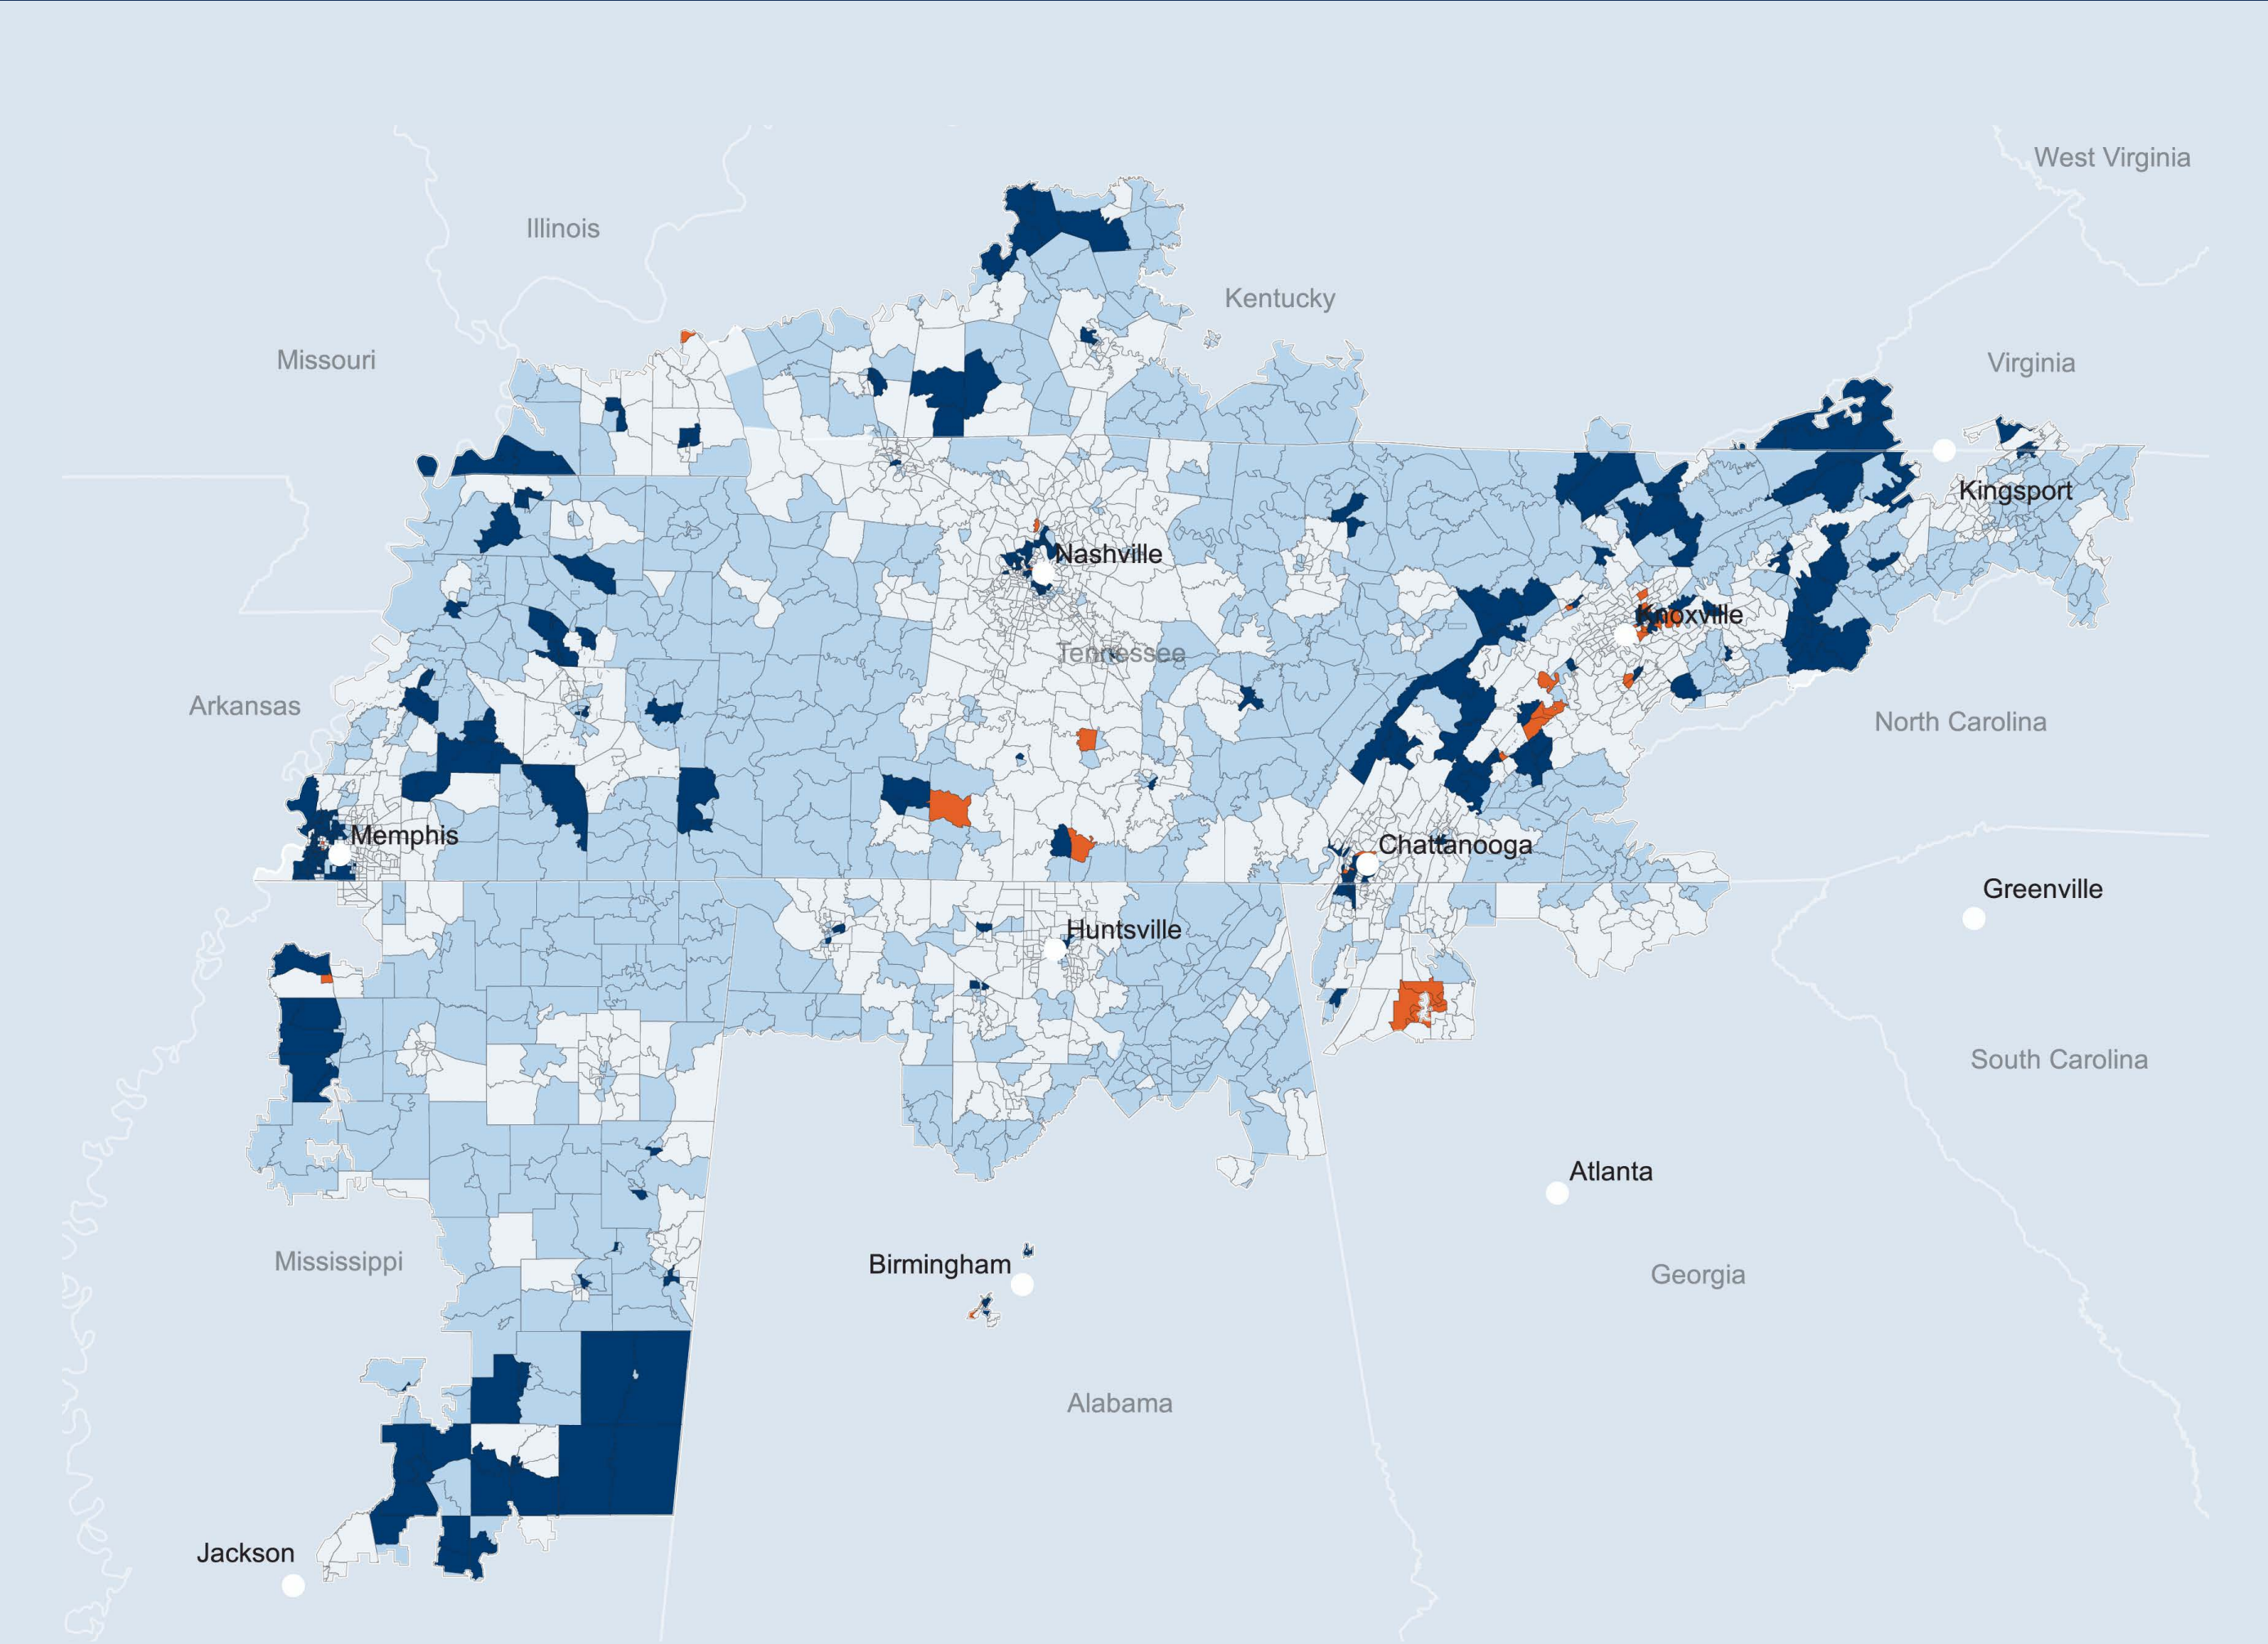 West Virginia
Illinois
Kentucky
Missouri
Virginia
Kingsport
Nashville
Knoxville
Tennessee
Arkansas
North Carolina
Memphis
Chattanooga
Greenville
Huntsville
South Carolina
Atlanta
Mississippi
Birmingham
Georgia
Alabama
Jackson